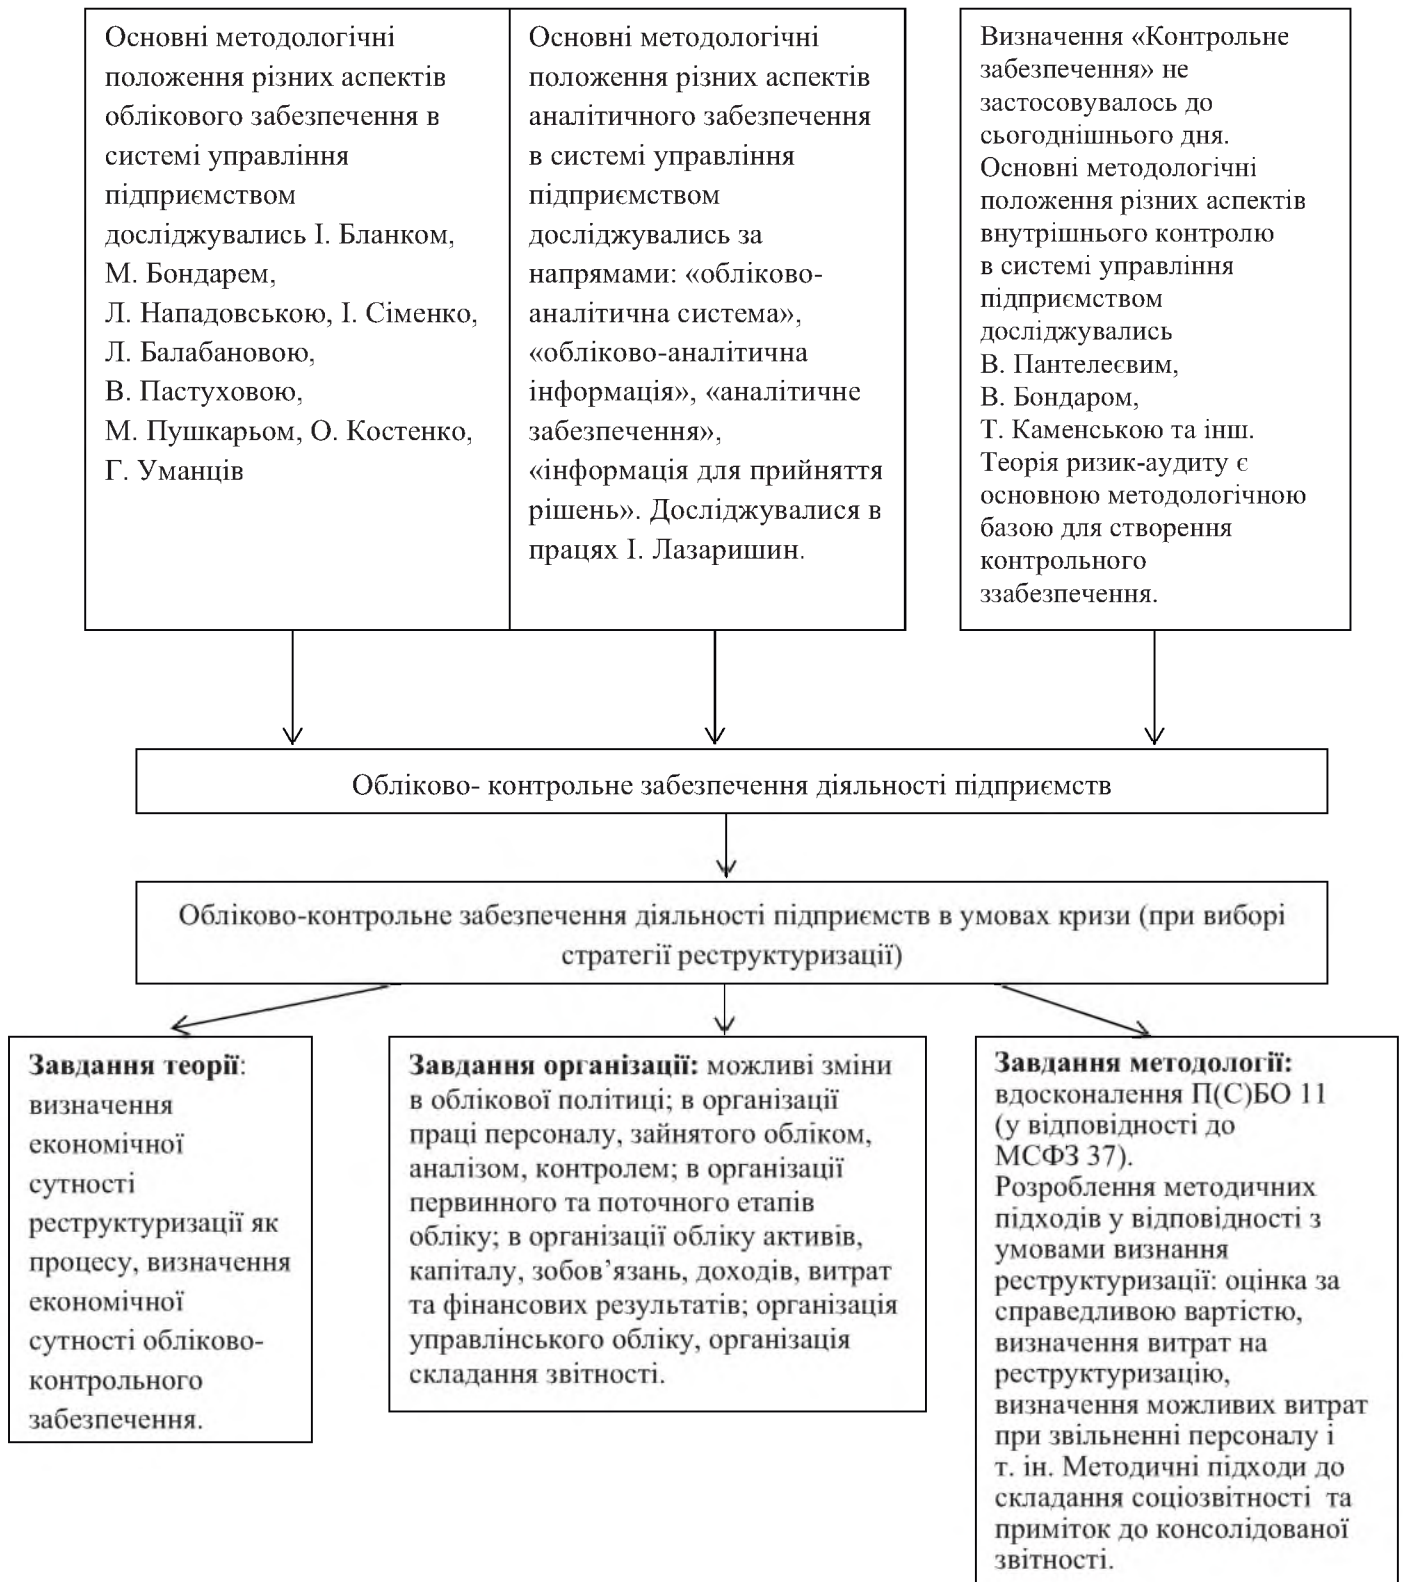 Основні методологічні
положення різних аспектів
облікового забезпечення в
системі управління
підприємством
досліджувались І. Бланком,
М. Бондарем,
Л. Нападовською, І. Сіменко,
Л. Балабановою,
В. Пастуховою,
М. Пушкарьом, О. Костенко,
Г. Уманців
Основні методологічні
положення різних аспектів
аналітичного забезпечення
в системі управління
підприємством
досліджувались за
напрямами: «обліково-
аналітична система»,
«обліково-аналітична
інформація», «аналітичне
забезпечення»,
«інформація для прийняття
рішень». Досліджувалися в
працях І. Лазаришин.
Визначення «Контрольне
забезпечення» не
застосовувалось до
сьогоднішнього дня.
Основні методологічні
положення різних аспектів
внутрішнього контролю
в системі управління
підприємством
досліджувались
В. Пантелеєвим,
В. Бондаром,
Т. Каменською та інш.
Теорія ризик-аудиту є
основною методологічною
базою для створення
контрольного
ззабезпечення.
Обліково- контрольне забезпечення діяльності підприємств
Обліково-контрольне забезпечення діяльності підприємств в умовах кризи (при виборі
стратегії реструктуризації)
Завдання теорії:
визначення
економічної
сутності
реструктуризації як
процесу, визначення
економічної
сутності обліково-
контрольного
забезпечення.
Завдання організації: можливі зміни
в облікової політиці; в організації
праці персоналу, зайнятого обліком,
аналізом, контролем; в організації
первинного та поточного етапів
обліку; в організації обліку активів,
капіталу, зобов’язань, доходів, витрат
та фінансових результатів; організація
управлінського обліку, організація
складання звітності.
Завдання методології:
вдосконалення П(С)БО 11
(у відповідності до
МСФЗ 37).
Розроблення методичних
підходів у відповідності з
умовами визнання
реструктуризації: оцінка за
справедливою вартістю,
визначення витрат на
реструктуризацію,
визначення можливих витрат
при звільненні персоналу і
т. ін. Методичні підходи до
складання соціозвітності та
приміток до консолідованої
звітності.